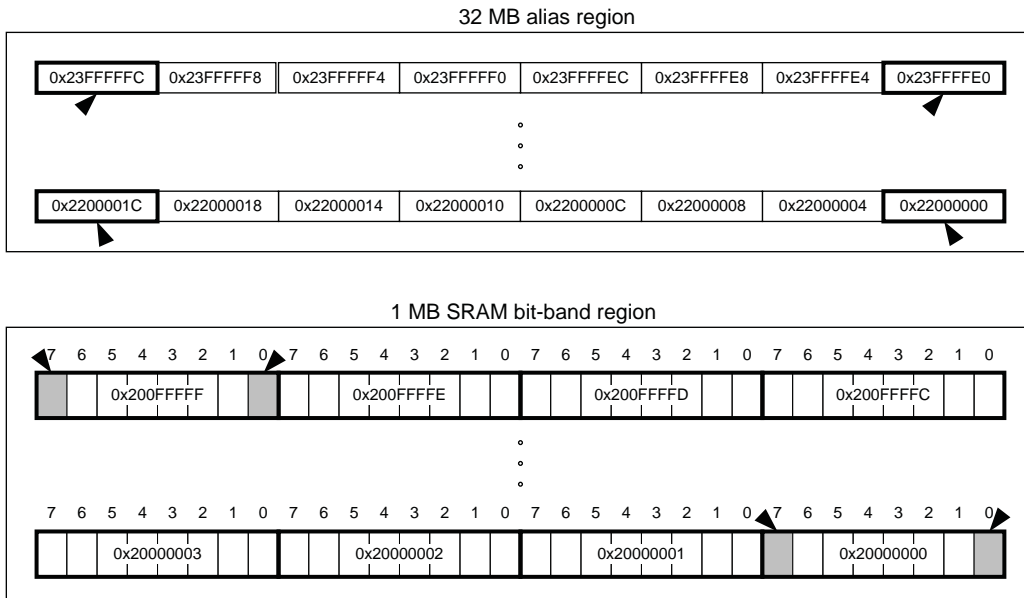 32 MB alias region
0x23FFFFFC 0x23FFFFF8 0x23FFFFF4 0x23FFFFF0 0x23FFFFEC 0x23FFFFE8 0x23FFFFE4 0x23FFFFE0
0x2200001C 0x22000018 0x22000014 0x22000010 0x2200000C 0x22000008 0x22000004 0x22000000
1 MB SRAM bit-band region
7 6 5 4 3 2 1 0 7 6 5 4 3 2 1 0 7 6 5 4 3 2 1 0 7 6 5 4 3 2 1 0
0x200FFFFF 0x200FFFFE 0x200FFFFD 0x200FFFFC
7 6 5 4 3 2 1 0 7 6 5 4 3 2 1 0 7 6 5 4 3 2 1 0 7 6 5 4 3 2 1 0
0x20000003 0x20000002 0x20000001 0x20000000